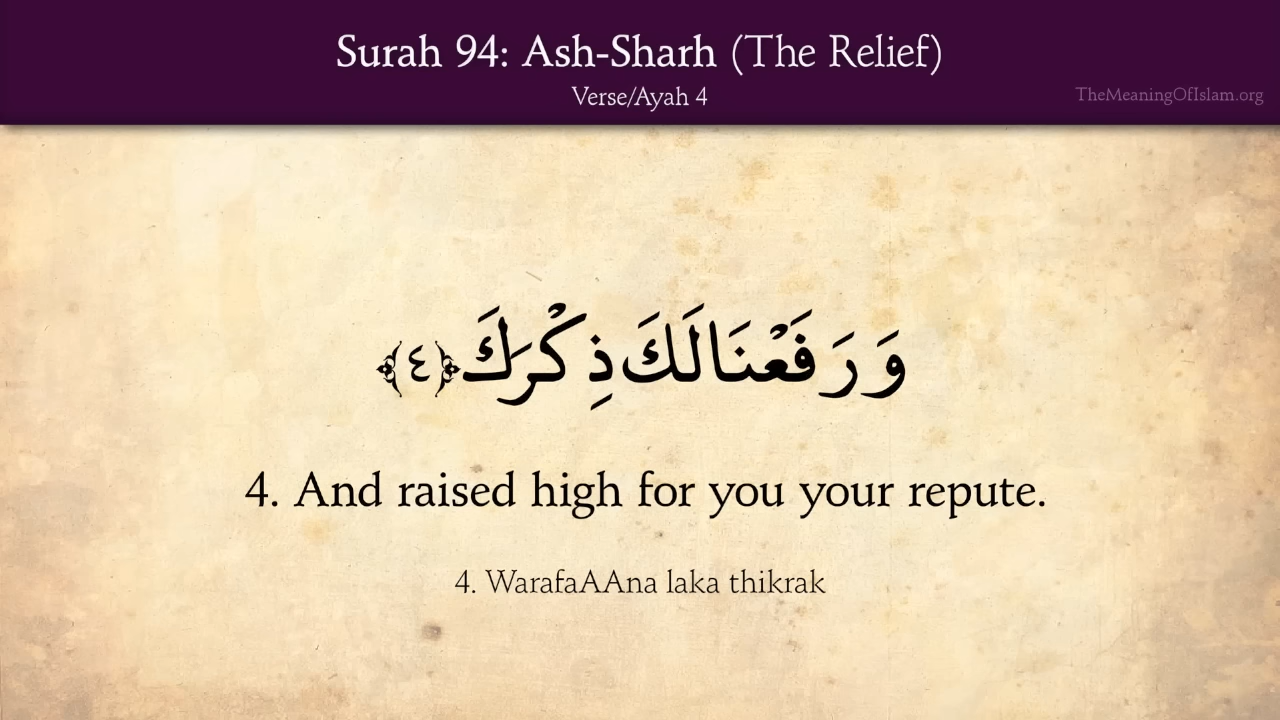 Surah 94: Ash-Sharh (The Relief)
Verse/Ayah 4
TheMeaningOfIslam.org
وَرَفَعْنَا لَكَ ذِكْرَكَ ﴿٤﴾
4. And raised high for you your repute.
4. WarafaAAna laka thikrak